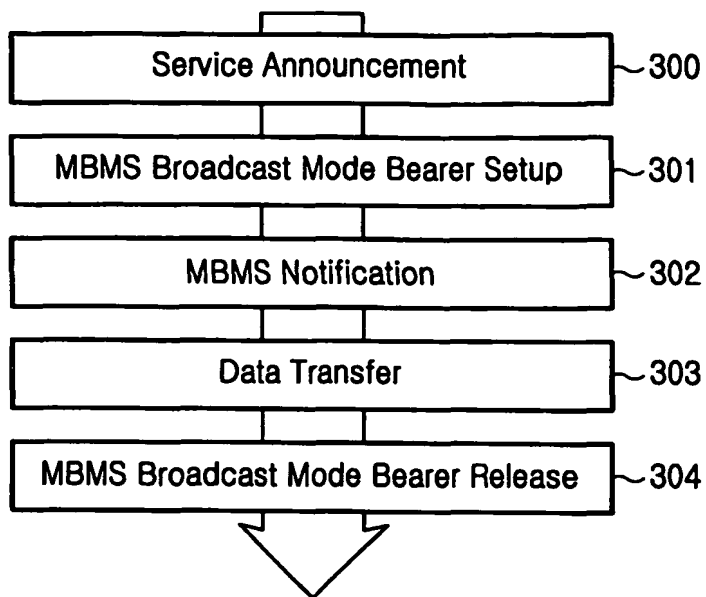 Service Announcement 300
MBMS Broadcast Mode Bearer Setup 301
MBMS Notification 302
Data Transfer 303
MBMS Broadcast Mode Bearer Release 304